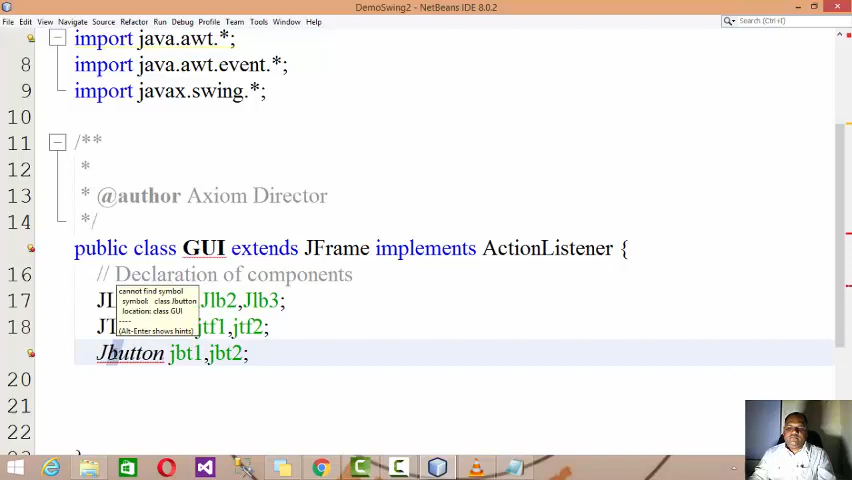 DemoSwing2 - NetBeans IDE 8.0.2
File Edit View Navigate Source Refactor Run Debug Profile Team Tools Window Help
Search (Ctrl+I)
import java.awt.*;
8 import java.awt.event.*;
9 import javax.swing.*;
10
11 /**
12 *
13 * @author Axiom Director
14 */
public class GUI extends JFrame implements ActionListener {
16 // Declaration of components
17 JL Jlb2,Jlb3;
18 JT jtf1,jtf2;
Jbutton jbt1,jbt2;
20
21
22
}
cannot find symbol
symbol: class Jbutton
location: class GUI
----
(Alt-Enter shows hints)